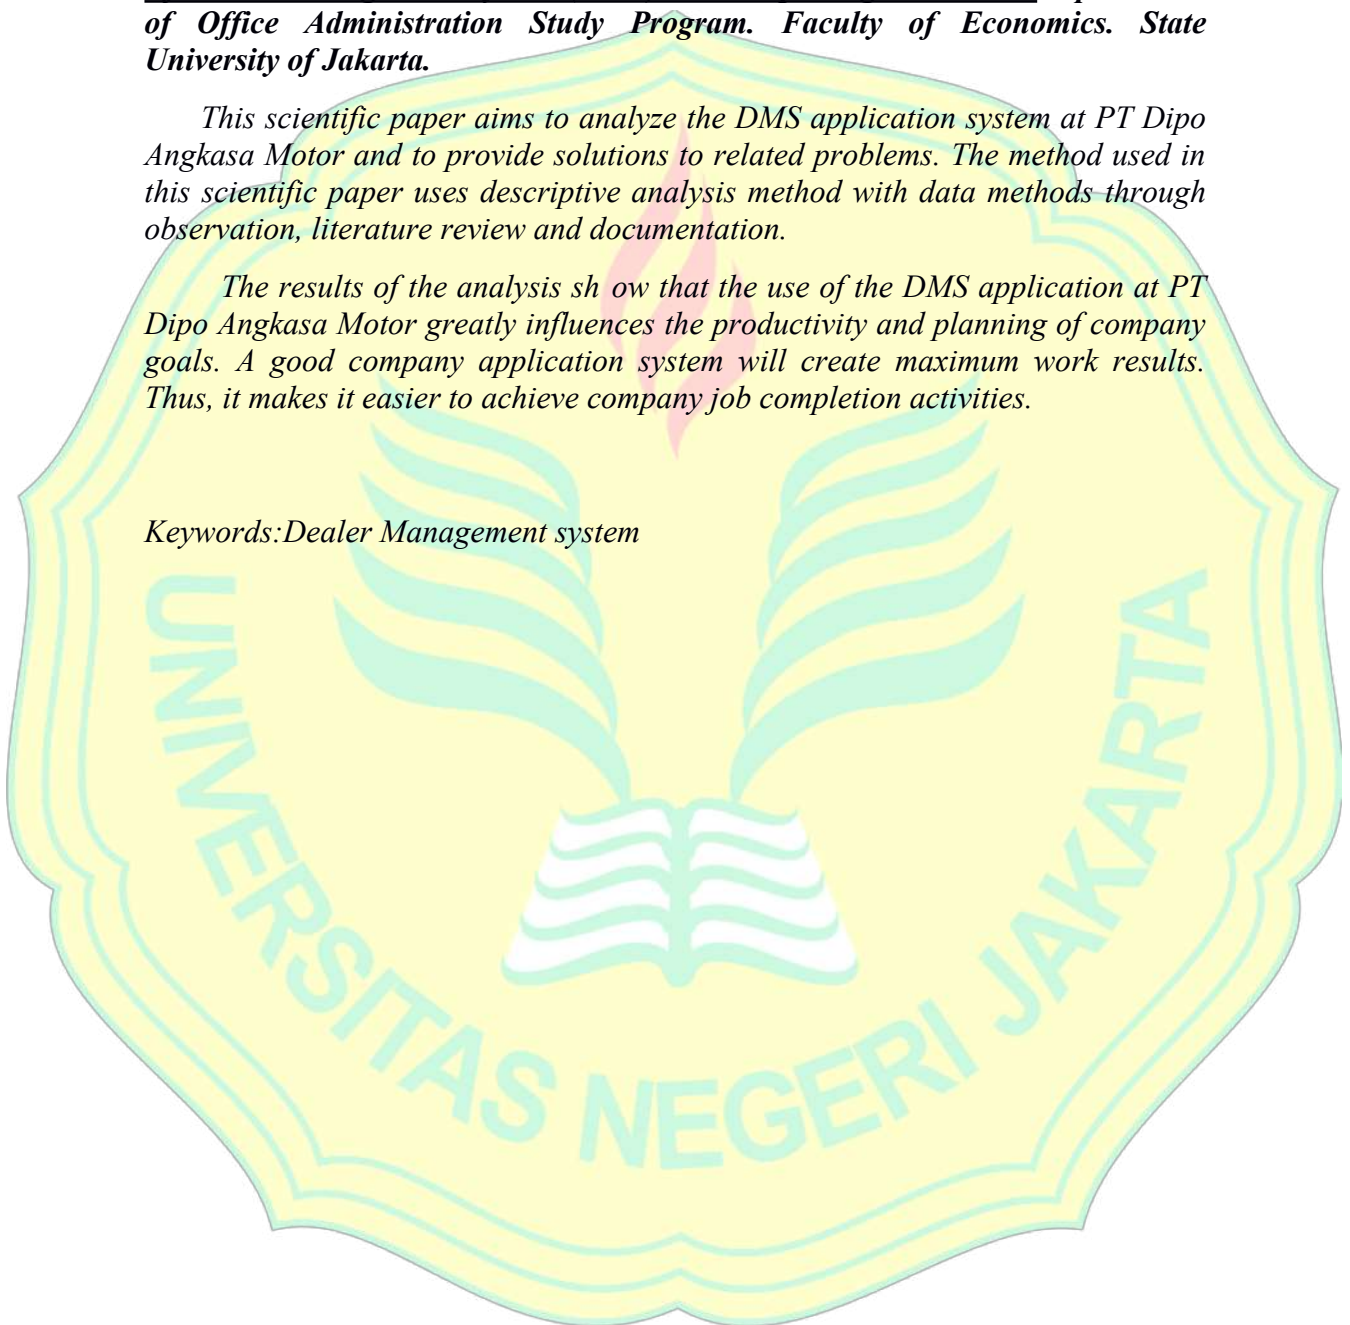 of Office Administration Study Program. Faculty of Economics. State
University of Jakarta.
This scientific paper aims to analyze the DMS application system at PT Dipo
Angkasa Motor and to provide solutions to related problems. The method used in
this scientific paper uses descriptive analysis method with data methods through
observation, literature review and documentation.
The results of the analysis sh ow that the use of the DMS application at PT
Dipo Angkasa Motor greatly influences the productivity and planning of company
goals. A good company application system will create maximum work results.
Thus, it makes it easier to achieve company job completion activities.
Keywords:Dealer Management system
UNIVERSITAS NEGERI JAKARTA